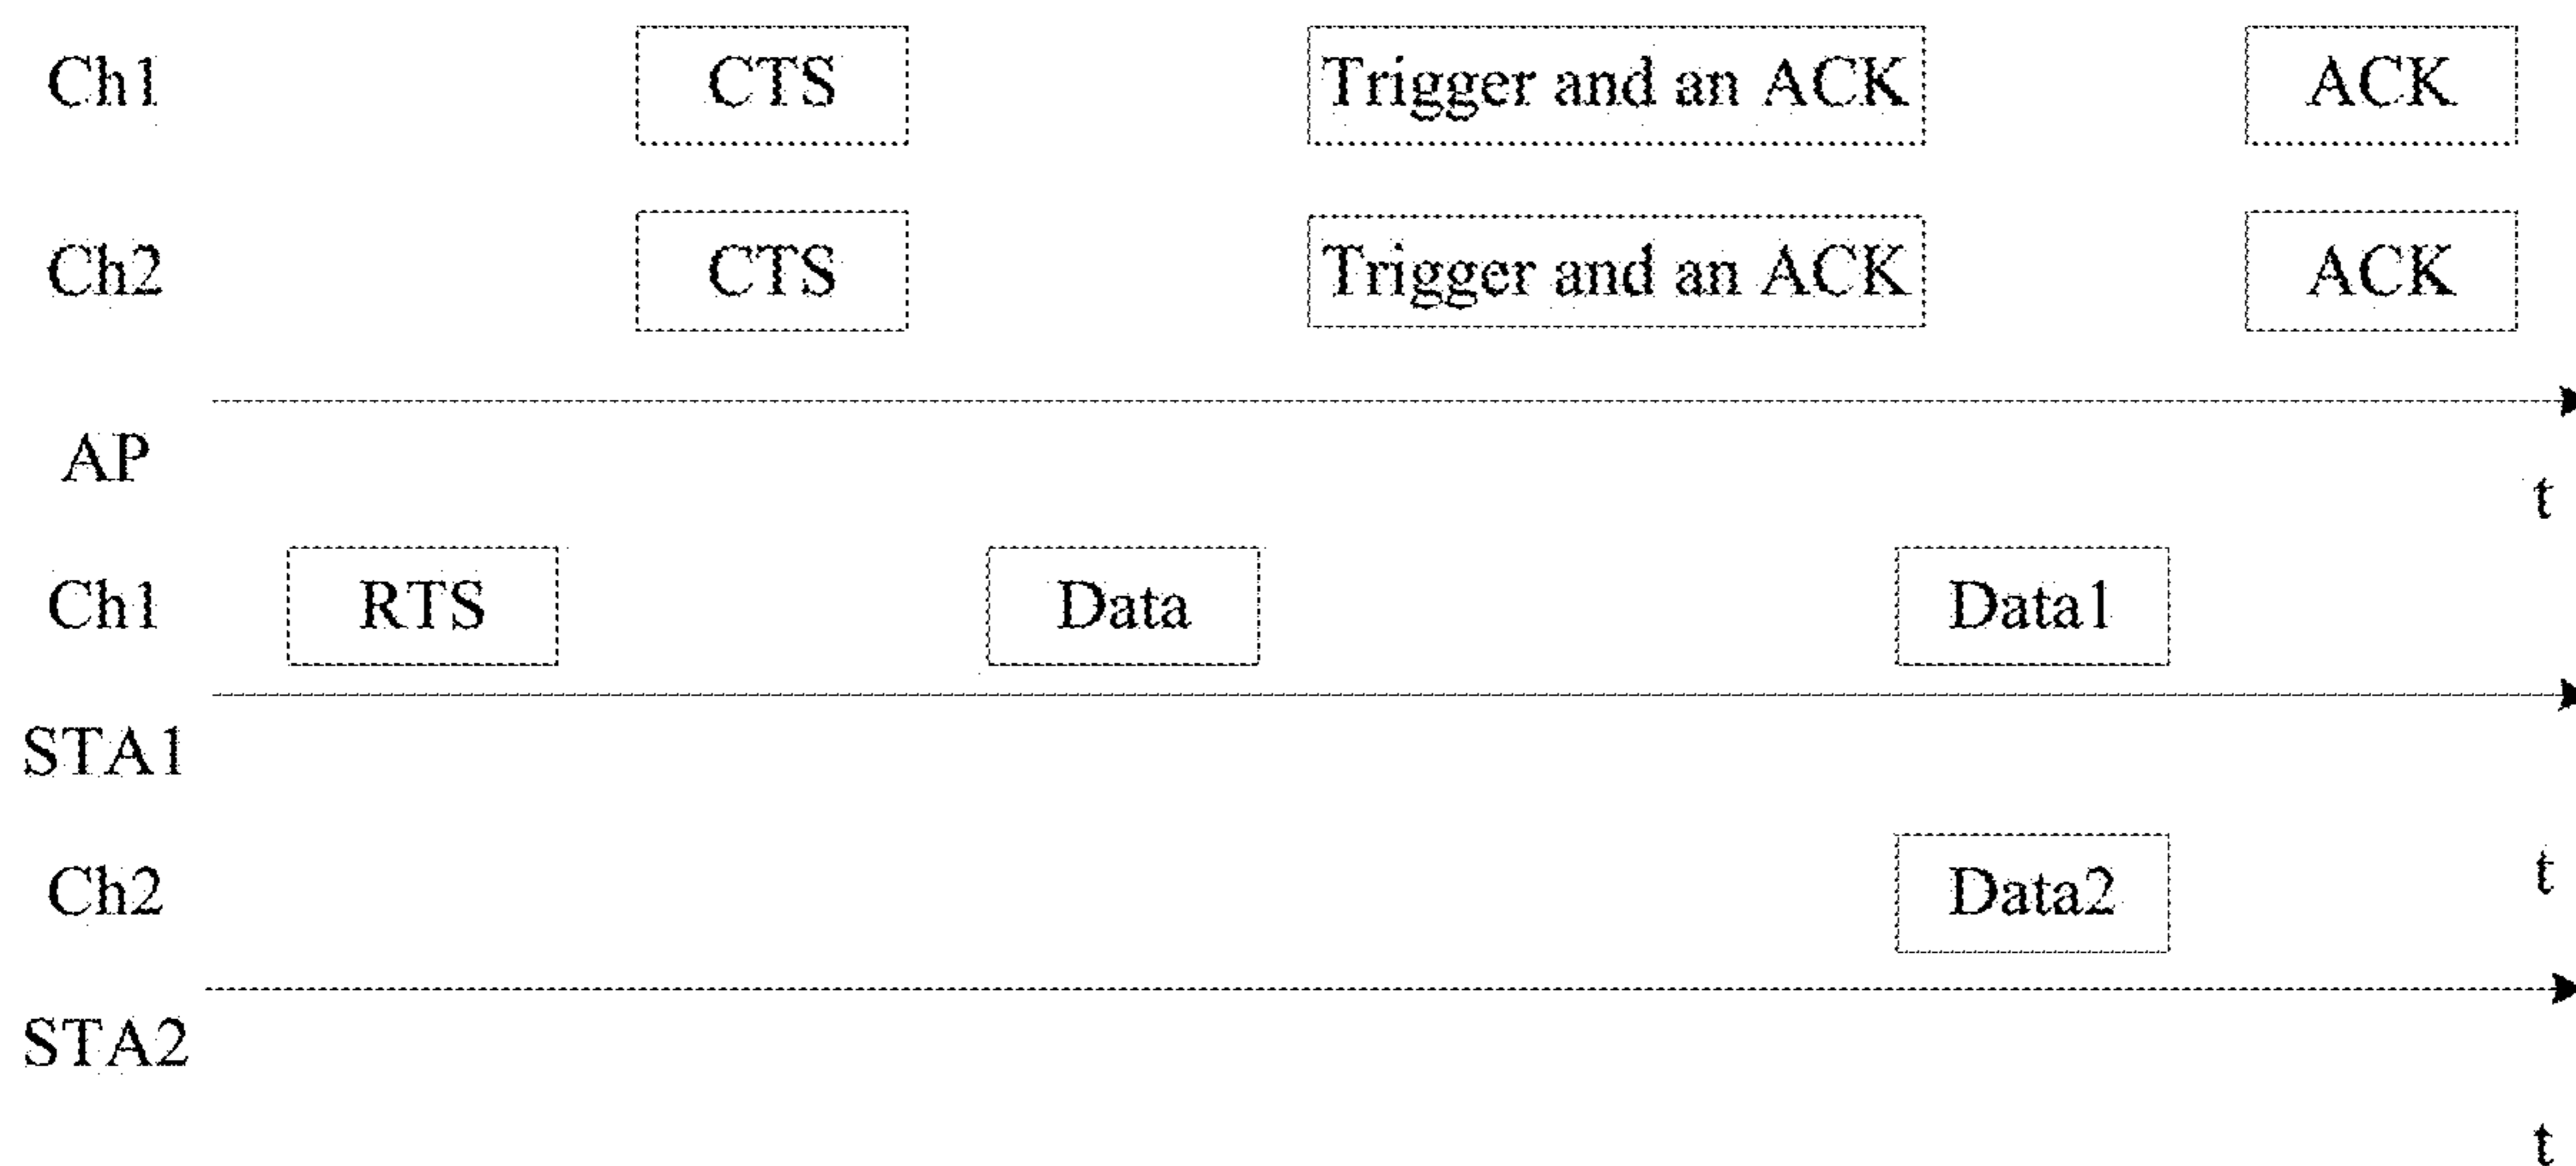 Ch1 CTS Trigger and an ACK ACK
Ch2 CTS Trigger and an ACK ACK
AP
t
Ch1 RTS Data Data1
STA1
t
Ch2 Data2
STA2
t